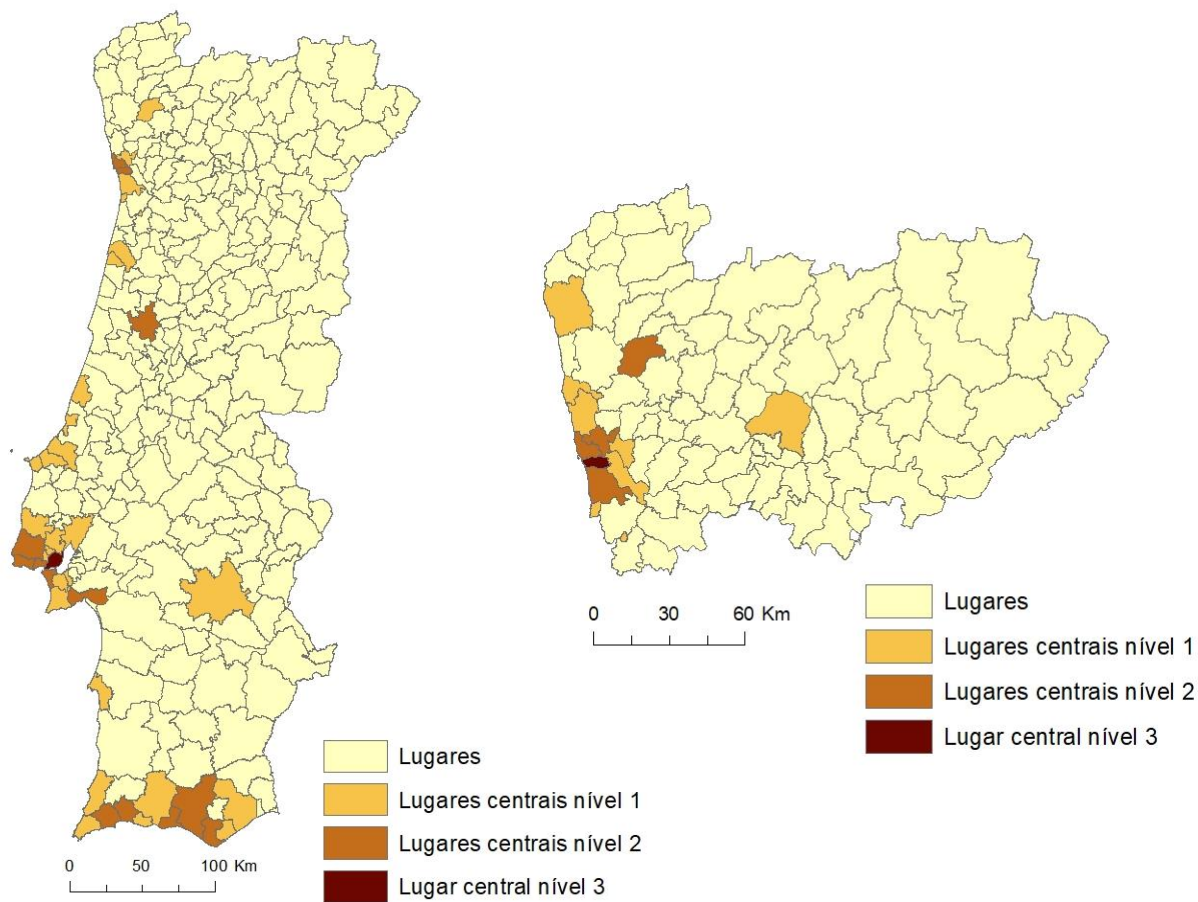 Lugares
Lugares centrais nível 1
Lugares centrais nível 2
Lugar central nível 3
0 50 100 Km
0 30 60 Km
Lugares
Lugares centrais nível 1
Lugares centrais nível 2
Lugar central nível 3